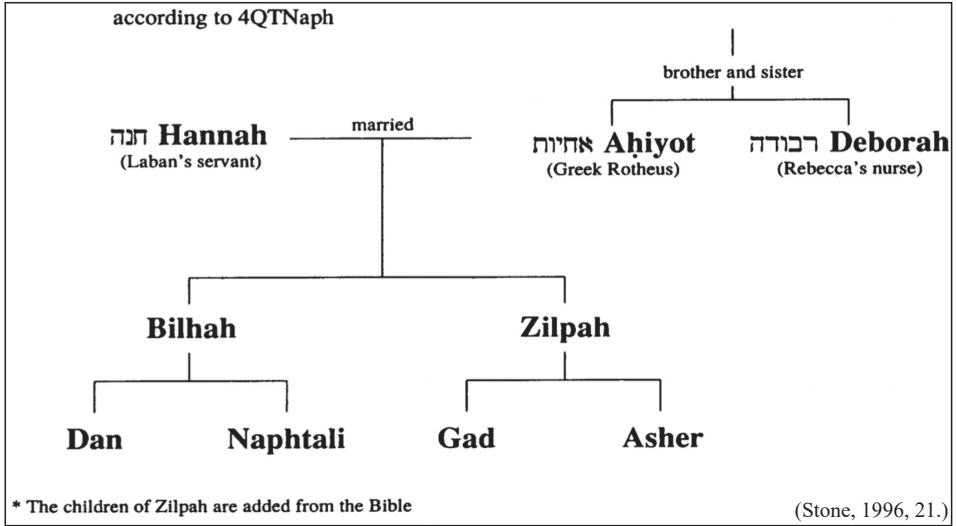 according to 4QTNaph
brother and sister
married
חנה Hannah
(Laban's servant)
אחיות Aḥiyot
(Greek Rotheus)
דבורה Deborah
(Rebecca's nurse)
Bilhah
Zilpah
Dan
Naphtali
Gad
Asher
* The children of Zilpah are added from the Bible
(Stone, 1996, 21.)